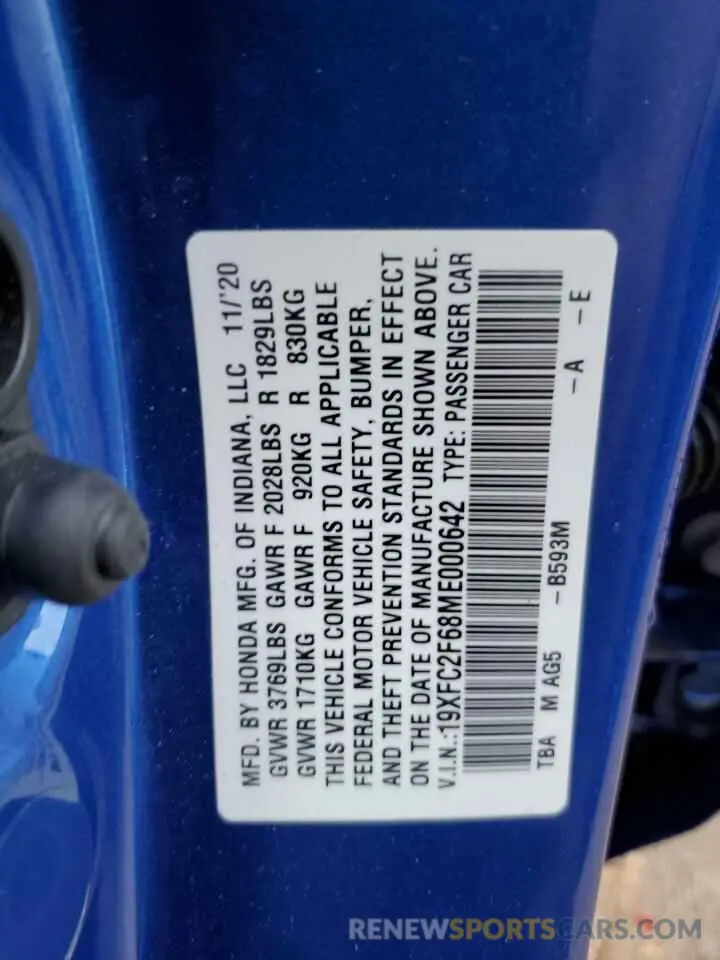 MFD. BY HONDA MFG. OF INDIANA, LLC 11/'20
GVWR 3769LBS GAWR F 2028LBS R 1829LBS
GVWR 1710KG GAWR F 920KG R 830KG
THIS VEHICLE CONFORMS TO ALL APPLICABLE
FEDERAL MOTOR VEHICLE SAFETY, BUMPER,
AND THEFT PREVENTION STANDARDS IN EFFECT
ON THE DATE OF MANUFACTURE SHOWN ABOVE.
V.I.N.:19XFC2F68ME000642 TYPE: PASSENGER CAR
TBA M AG5 -B593M -A -E
RENEWSPORTSCARS.COM